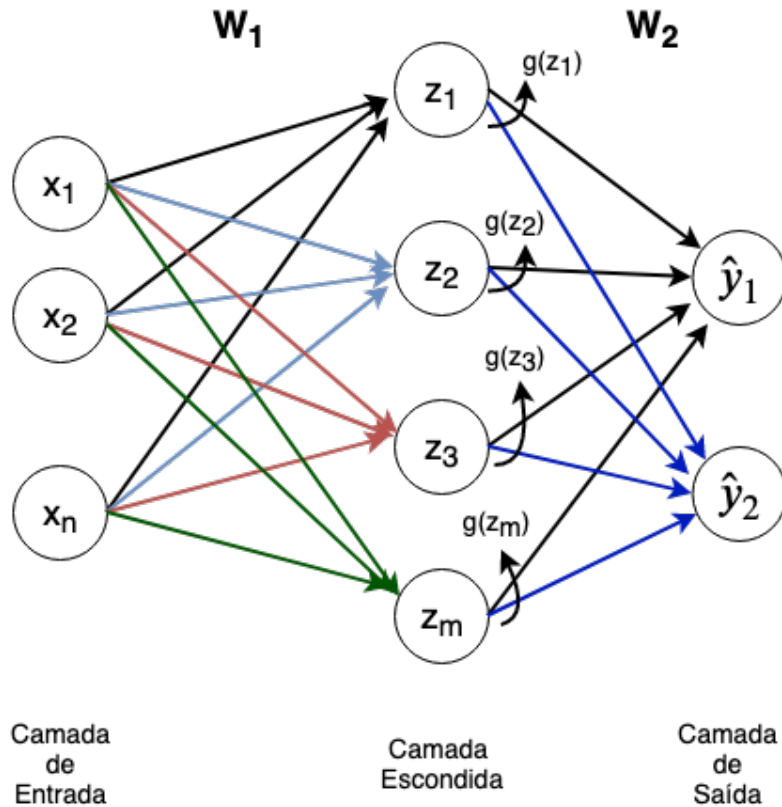 W₁
W₂
g(z₁)
z₁
x₁
g(z₂)
z₂
ŷ₁
x₂
g(z₃)
z₃
ŷ₂
xₙ
g(zₘ)
zₘ
Camada
de
Entrada
Camada
Escondida
Camada
de
Saída